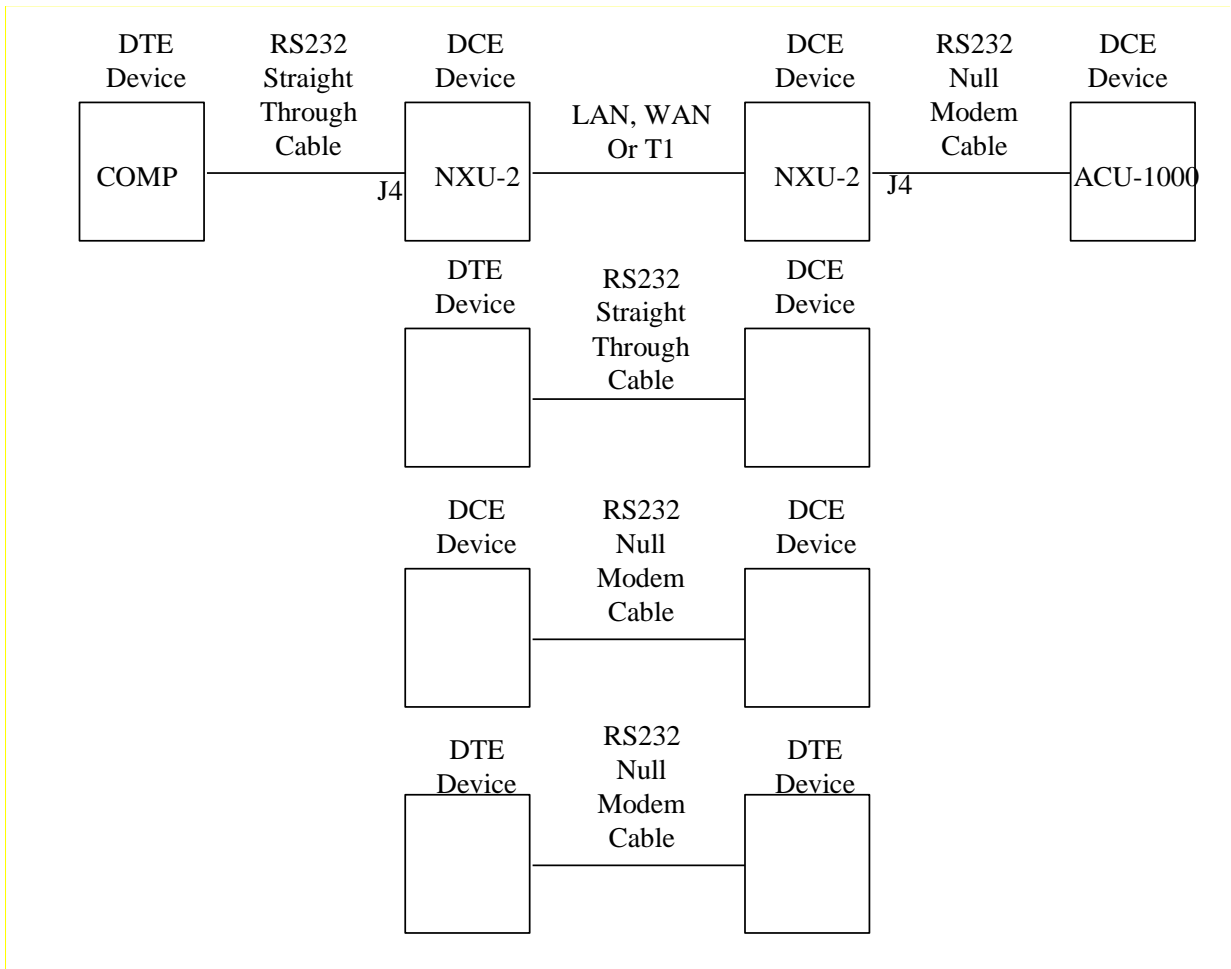 DTE
Device
RS232
Straight
Through
Cable
DCE
Device
LAN, WAN
Or T1
DCE
Device
RS232
Null
Modem
Cable
DCE
Device
COMP
J4
NXU-2
NXU-2
J4
ACU-1000
DTE
Device
RS232
Straight
Through
Cable
DCE
Device
DCE
Device
RS232
Null
Modem
Cable
DCE
Device
DTE
Device
RS232
Null
Modem
Cable
DTE
Device